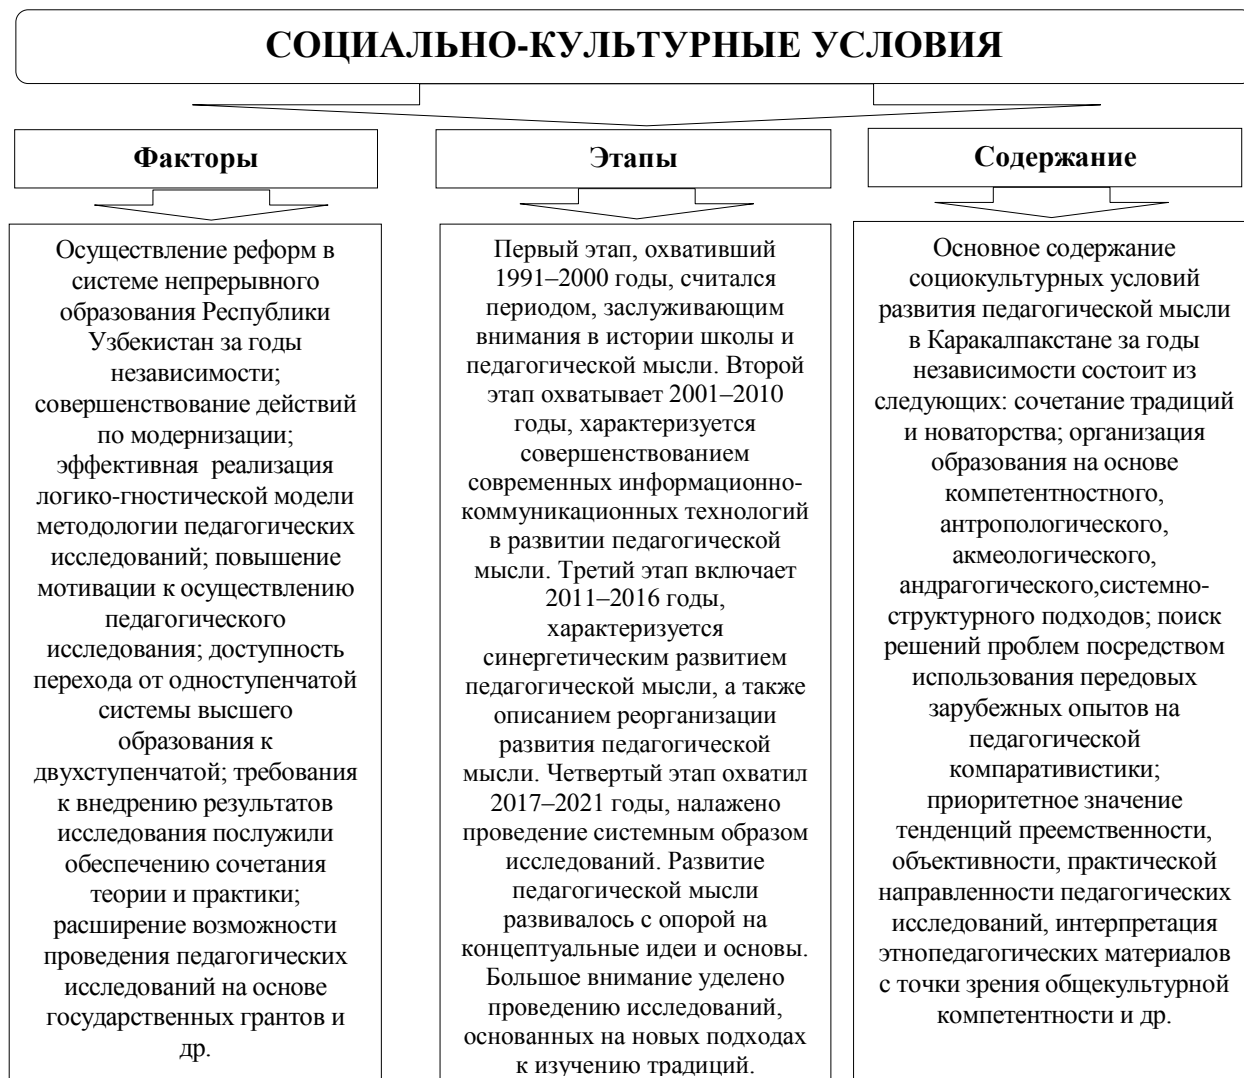 СОЦИАЛЬНО-КУЛЬТУРНЫЕ УСЛОВИЯ
Факторы
Осуществление реформ в
системе непрерывного
образования Республики
Узбекистан за годы
независимости;
совершенствование действий
по модернизации;
эффективная реализация
логико-гностической модели
методологии педагогических
исследований; повышение
мотивации к осуществлению
педагогического
исследования; доступность
перехода от одноступенчатой
системы высшего
образования к
двухступенчатой; требования
к внедрению результатов
исследования послужили
обеспечению сочетания
теории и практики;
расширение возможности
проведения педагогических
исследований на основе
государственных грантов и
др.
Этапы
Первый этап, охвативший
1991–2000 годы, считался
периодом, заслуживающим
внимания в истории школы и
педагогической мысли. Второй
этап охватывает 2001–2010
годы, характеризуется
совершенствованием
современных информационно-
коммуникационных технологий
в развитии педагогической
мысли. Третий этап включает
2011–2016 годы,
характеризуется
синергетическим развитием
педагогической мысли, а также
описанием реорганизации
развития педагогической
мысли. Четвертый этап охватил
2017–2021 годы, налажено
проведение системным образом
исследований. Развитие
педагогической мысли
развивалось с опорой на
концептуальные идеи и основы.
Большое внимание уделено
проведению исследований,
основанных на новых подходах
к изучению традиций.
Содержание
Основное содержание
социокультурных условий
развития педагогической мысли
в Каракалпакстане за годы
независимости состоит из
следующих: сочетание традиций
и новаторства; организация
образования на основе
компетентностного,
антропологического,
акмеологического,
андрагогического,системно-
структурного подходов; поиск
решений проблем посредством
использования передовых
зарубежных опытов на
педагогической
компаративистики;
приоритетное значение
тенденций преемственности,
объективности, практической
направленности педагогических
исследований, интерпретация
этнопедагогических материалов
с точки зрения общекультурной
компетентности и др.